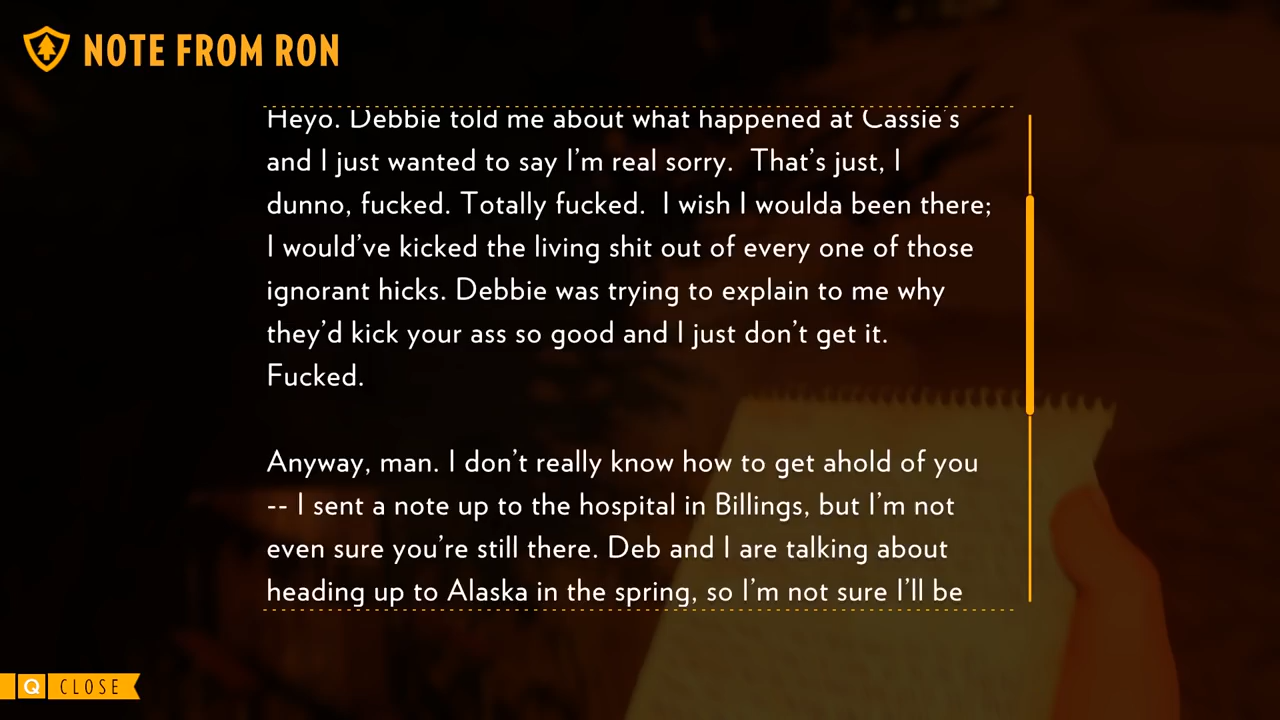 NOTE FROM RON
Heyo. Debbie told me about what happened at Cassie's
and I just wanted to say I'm real sorry.  That's just, I
dunno, fucked. Totally fucked.  I wish I woulda been there;
I would've kicked the living shit out of every one of those
ignorant hicks. Debbie was trying to explain to me why
they'd kick your ass so good and I just don't get it.
Fucked.
Anyway, man. I don't really know how to get ahold of you
-- I sent a note up to the hospital in Billings, but I'm not
even sure you're still there. Deb and I are talking about
heading up to Alaska in the spring, so I'm not sure I'll be
Q CLOSE